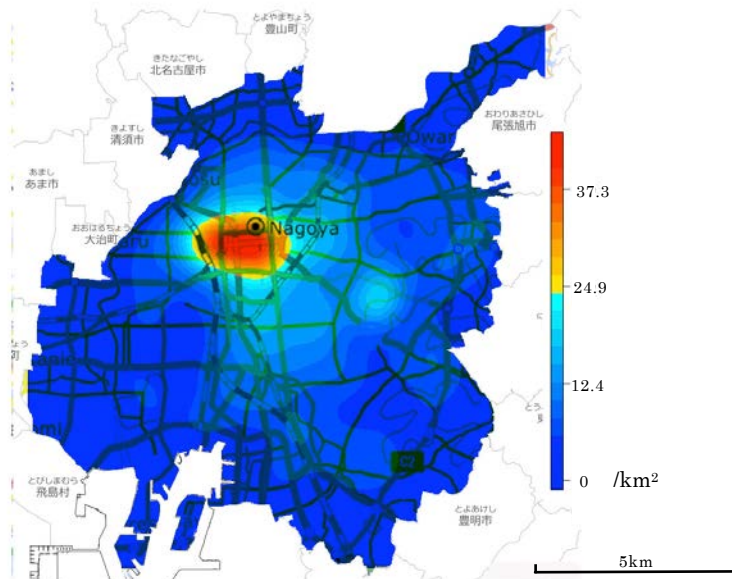 とよやまちょう
豊山町
きたなごやし
北名古屋市
おわりあさひし
尾張旭市
きよすし
清須市
Owar
あまし
あま市
osu
37.3
おおはるちょう
大治町
aru
Nagoya
24.9
町
12.4
0 /km²
とびしまむら
飛島村
とよあけし
豊明市
5km